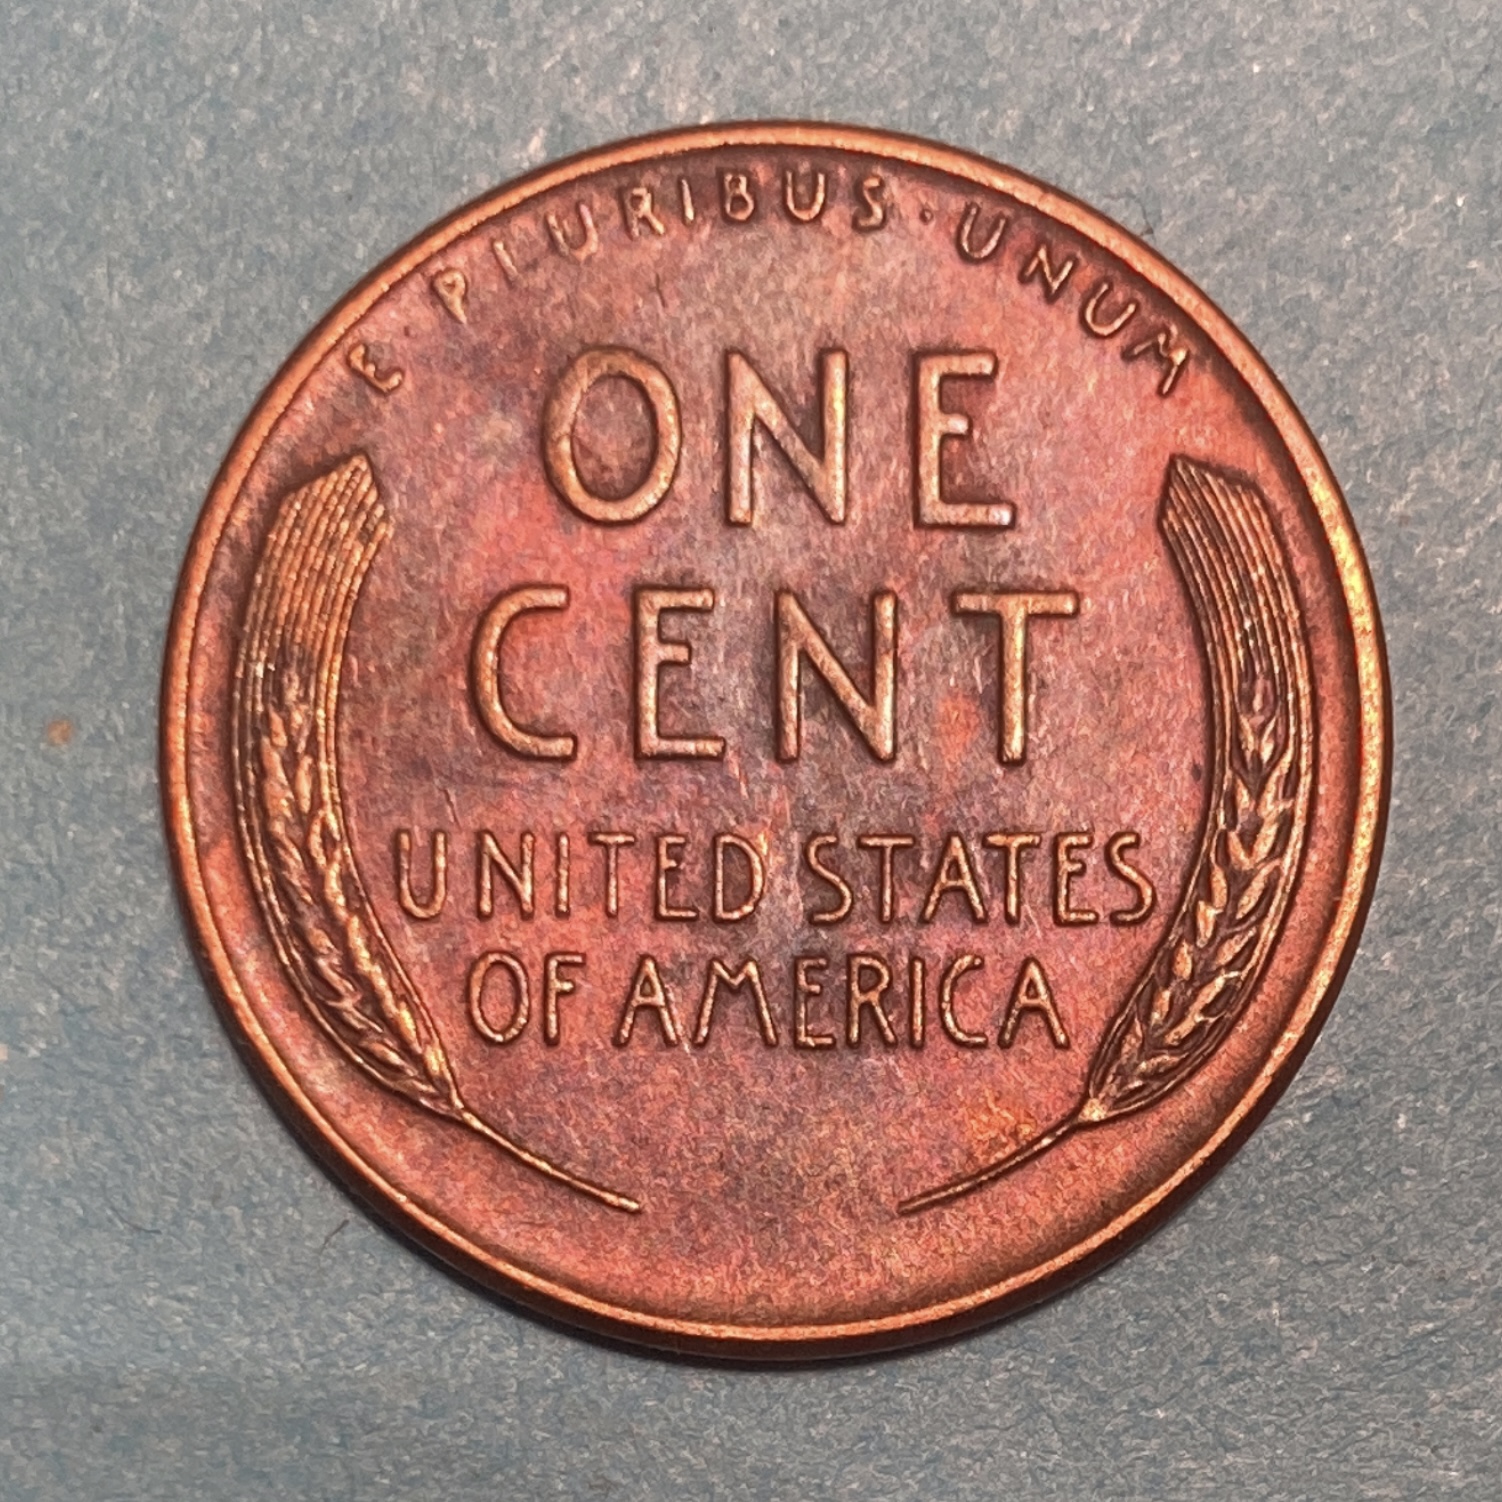 E · PLURIBUS · UNUM
ONE
CENT
UNITED STATES
OF AMERICA